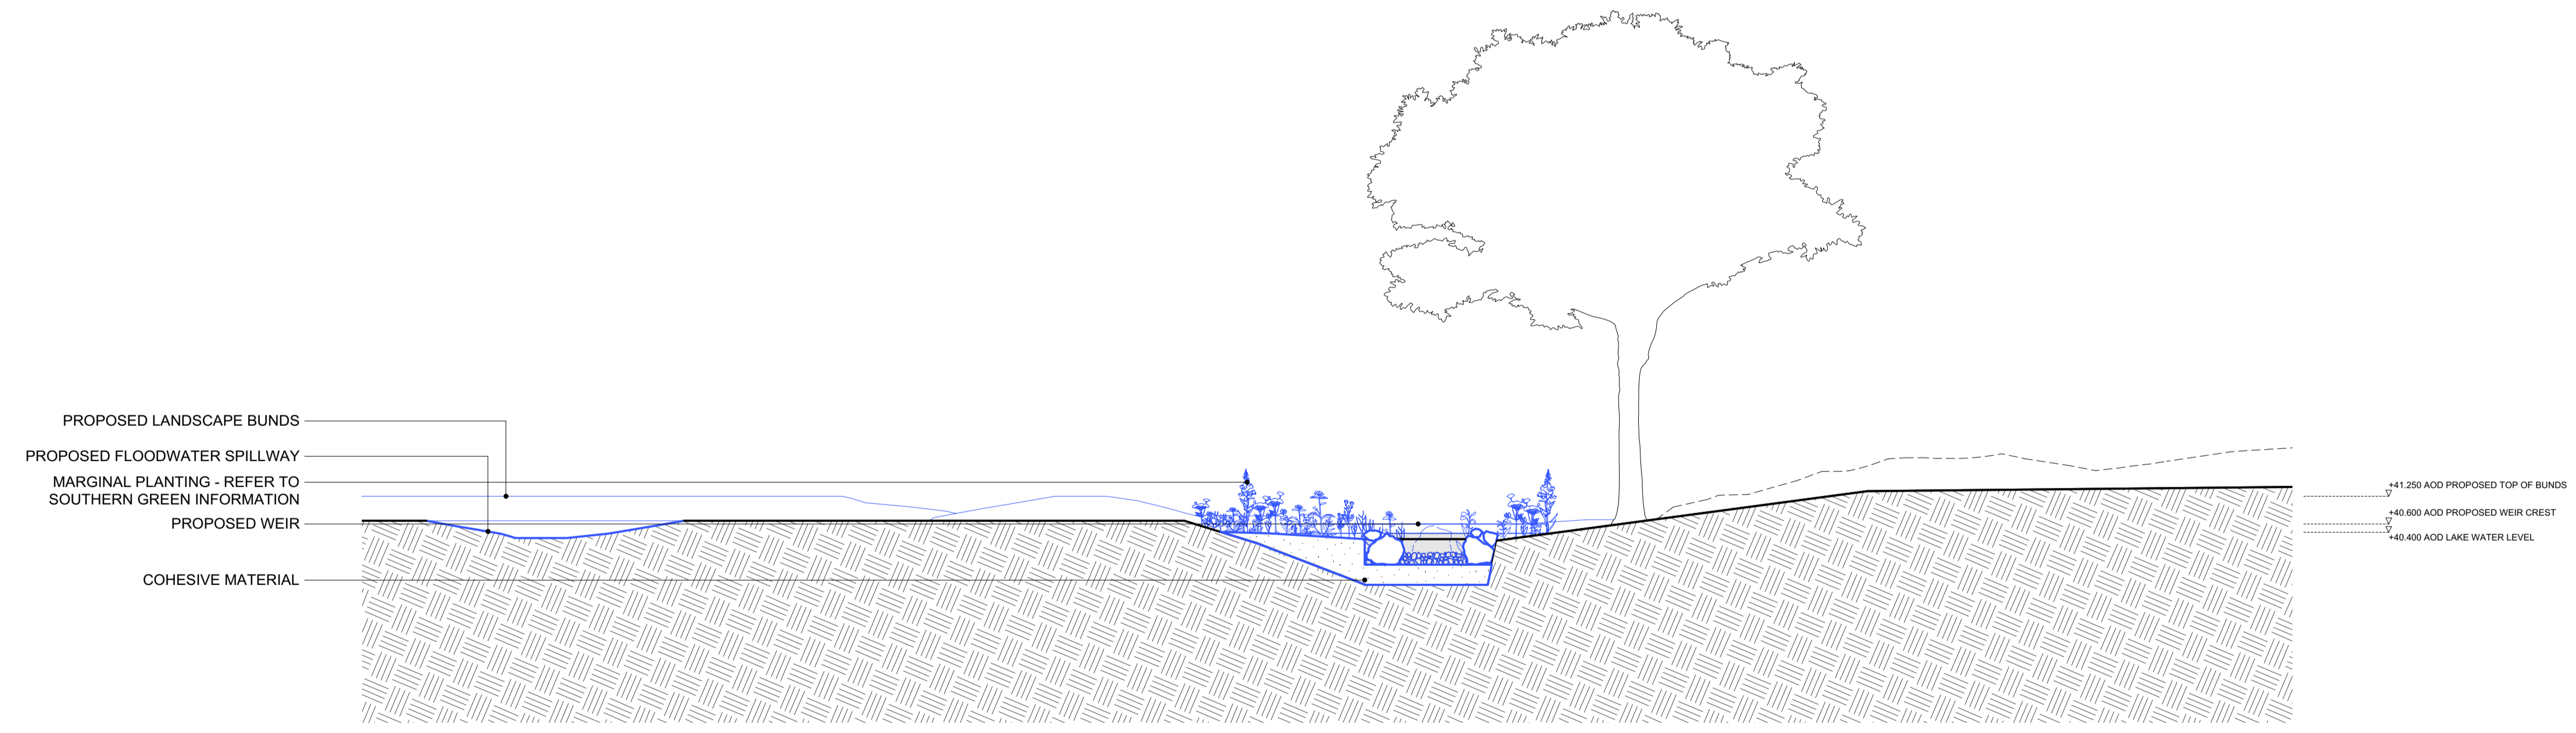 PROPOSED LANDSCAPE BUNDS
PROPOSED FLOODWATER SPILLWAY
MARGINAL PLANTING - REFER TO
SOUTHERN GREEN INFORMATION
PROPOSED WEIR
COHESIVE MATERIAL
+41.250 AOD PROPOSED TOP OF BUNDS
+40.600 AOD PROPOSED WEIR CREST
+40.400 AOD LAKE WATER LEVEL